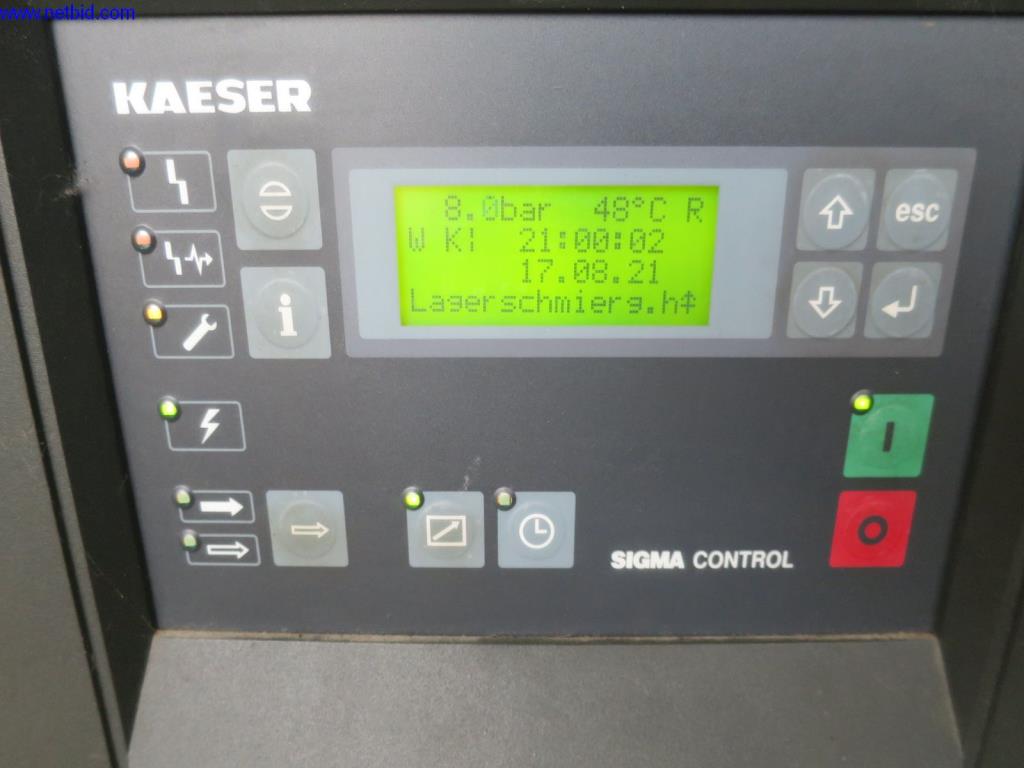 www.netbid.com
KAESER
8.0bar 48°C R
W K! 21:00:02
17.08.21
Lagerschmierg.h
esc
i
I
O
SIGMA CONTROL